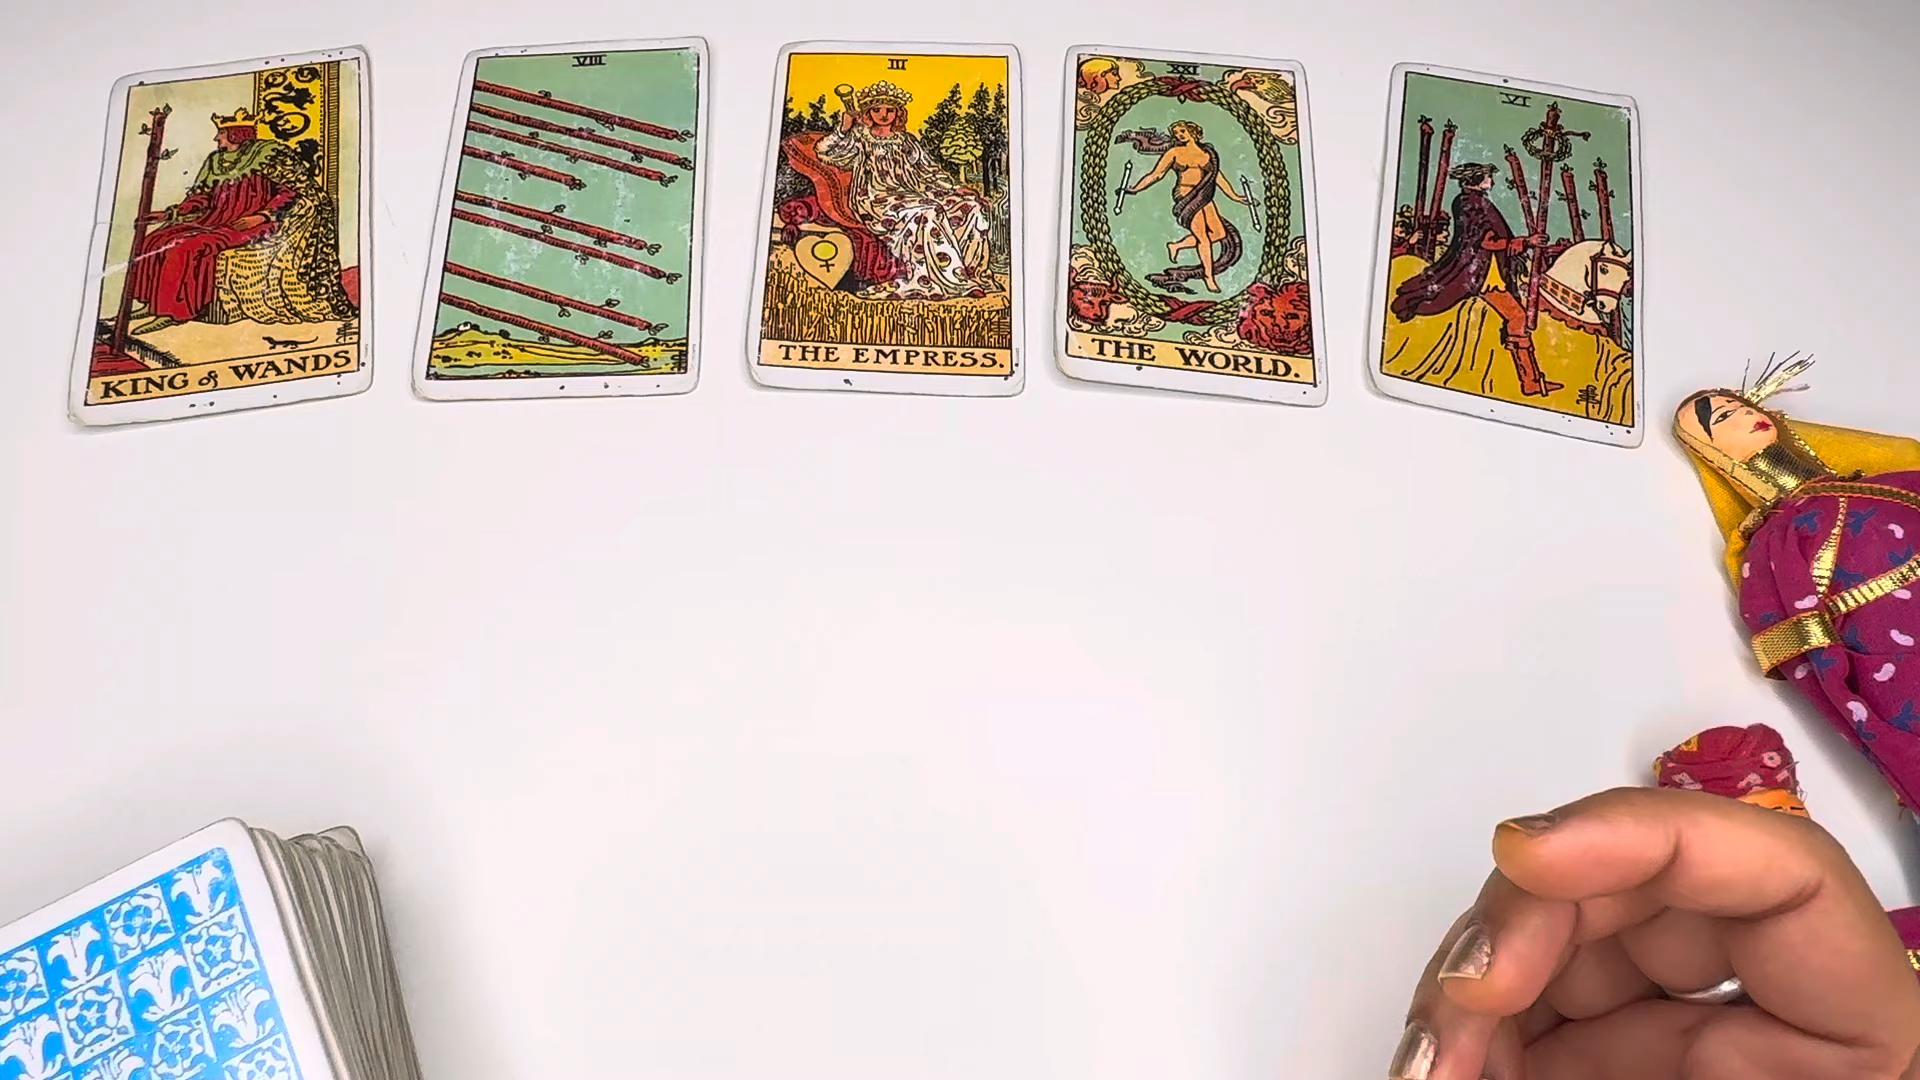 KING of WANDS
VIII
III
THE EMPRESS.
XXI
THE WORLD.
VI